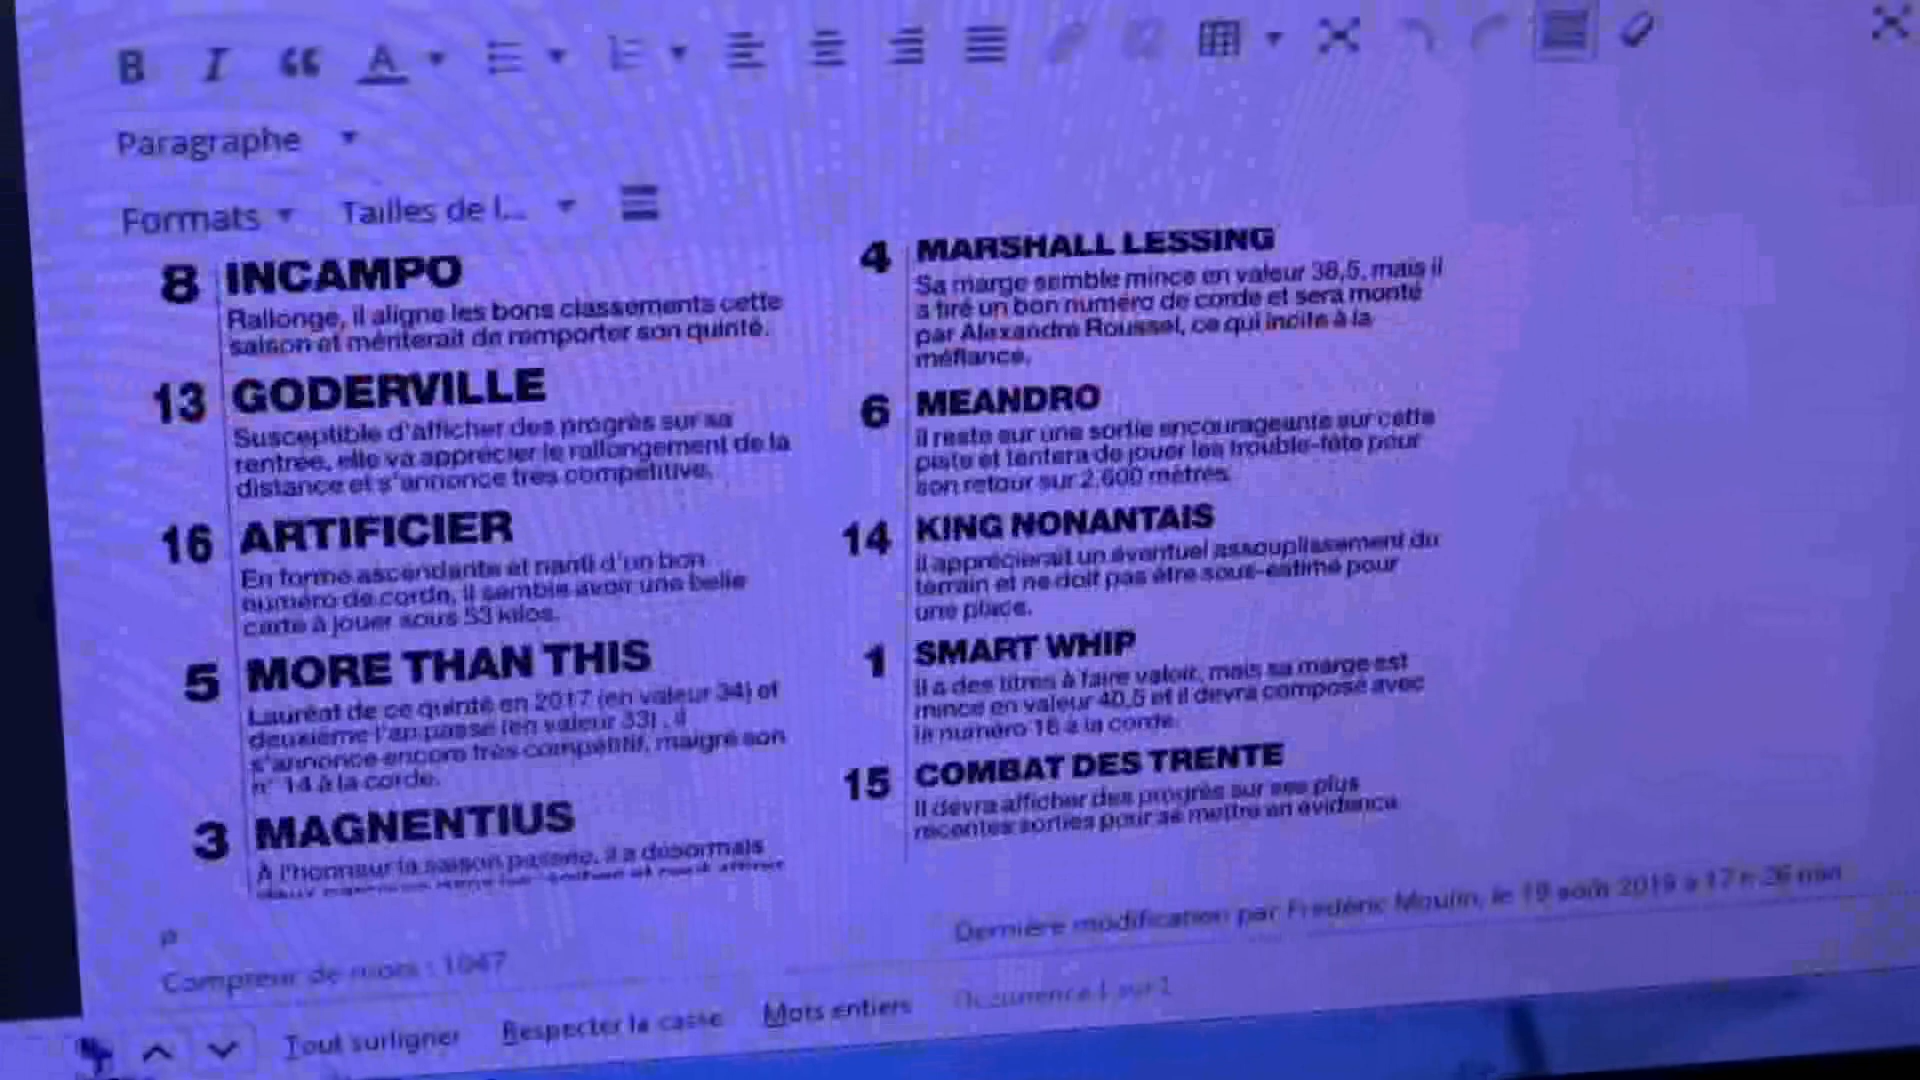 Paragraphe
Formats
Tailles de l...
8 INCAMPO
Rallongé, il aligne les bons classements cette
saison et mériterait de remporter son quinté.
13 GODERVILLE
Susceptible d'afficher des progrès sur sa
rentrée, elle va apprécier le rallongement de la
distance et s'annonce très compétitive.
16 ARTIFICIER
En forme ascendante et nanti d'un bon
numéro de corde, il semble avoir une belle
carte à jouer sous 53 kilos.
5 MORE THAN THIS
Lauréat de ce quinté en 2017 (en valeur 34) et
deuxième l'an passé (en valeur 33), il
s'annonce encore très compétitif, malgré son
n° 14 à la corde.
3 MAGNENTIUS
À l'honneur la saison passée, il a désormais
4 MARSHALL LESSING
Sa marge semble mince en valeur 38,5, mais il
a tiré un bon numéro de corde et sera monté
par Alexandre Roussel, ce qui incite à la
méfiance.
6 MEANDRO
Il reste sur une sortie encourageante sur cette
piste et tentera de jouer les trouble-fête pour
son retour sur 2.600 mètres.
14 KING NONANTAIS
Il apprécierait un éventuel assouplissement du
terrain et ne doit pas être sous-estimé pour
une place.
1 SMART WHIP
Il a des titres à faire valoir, mais sa marge est
mince en valeur 40,5 et il devra composé avec
le numéro 16 à la corde.
15 COMBAT DES TRENTE
Il devra afficher des progrès sur ses plus
récentes sorties pour se mettre en évidence.
p
Compteur de mots : 1047
Dernière modification par Frédéric Moulin, le 19 août 2019 à 17 h 26 min
Tout surligner
Respecter la casse
Mots entiers
Occurrence 1 sur 1